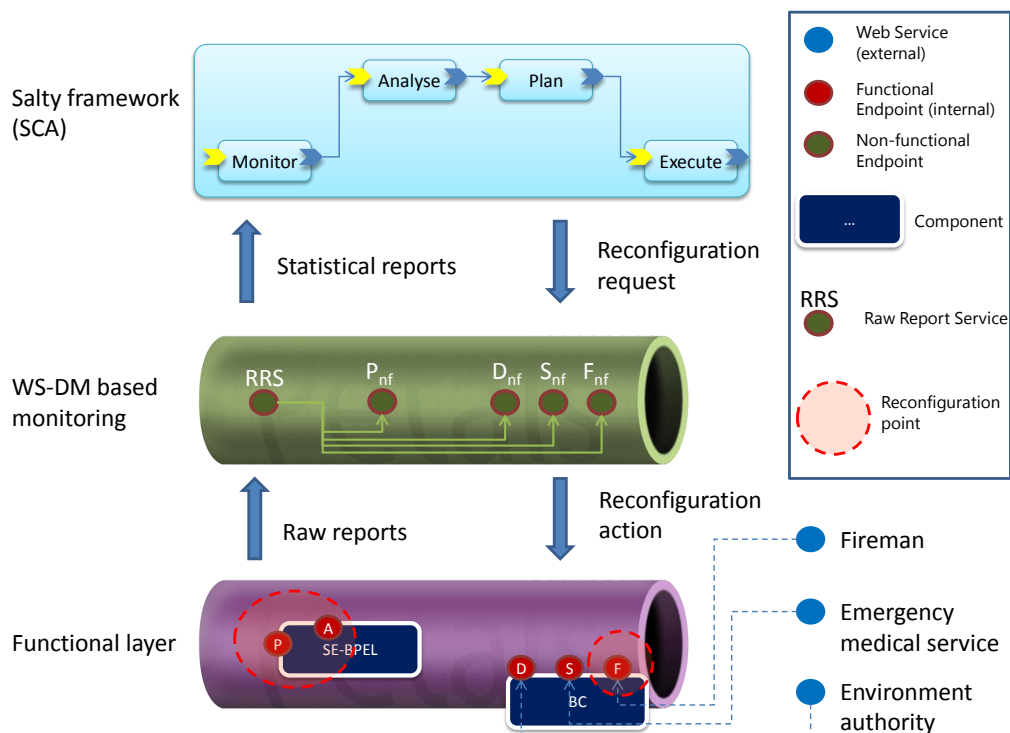 Salty framework
(SCA)
Monitor
Analyse
Plan
Execute
Statistical reports
Reconfiguration
request
WS-DM based
monitoring
RRS
Pnf
Dnf
Snf
Fnf
Raw reports
Reconfiguration
action
Functional layer
P
A
SE-BPEL
D
S
F
BC
Web Service
(external)
Functional
Endpoint (internal)
Non-functional
Endpoint
...
Component
RRS
Raw Report Service
Reconfiguration
point
Fireman
Emergency
medical service
Environment
authority